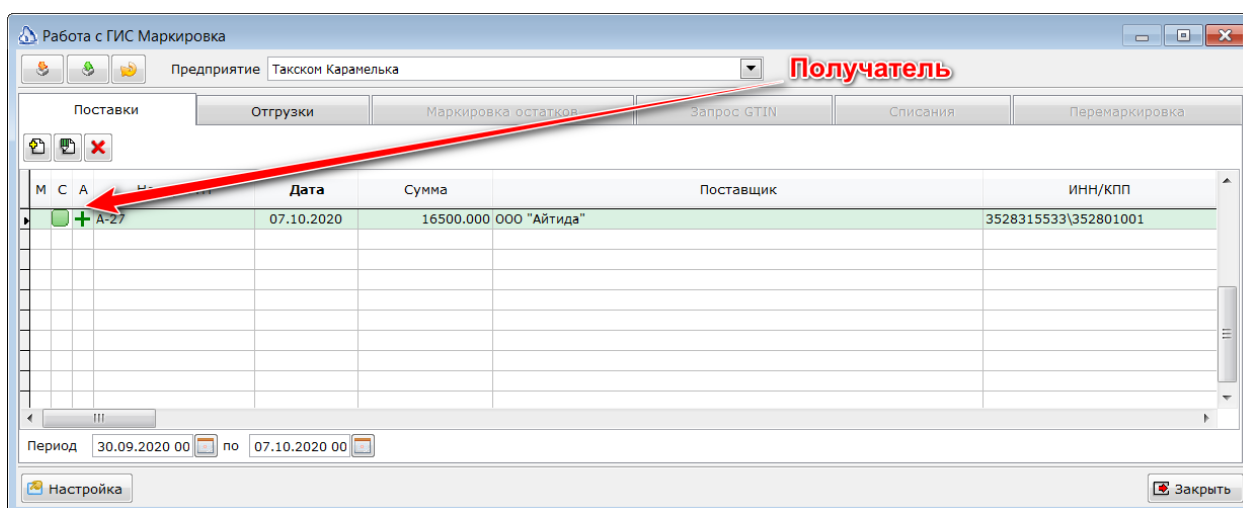 Работа с ГИС Маркировка
Предприятие Такском Карамелька
Получатель
Поставки Отгрузки Маркировка остатков Запрос GTIN Списания Перемаркировка
М С А Дата Сумма Поставщик ИНН/КПП
А-27 07.10.2020 16500.000 ООО "Айтида" 3528315533\352801001
Период 30.09.2020 00 по 07.10.2020 00
Настройка Закрыть